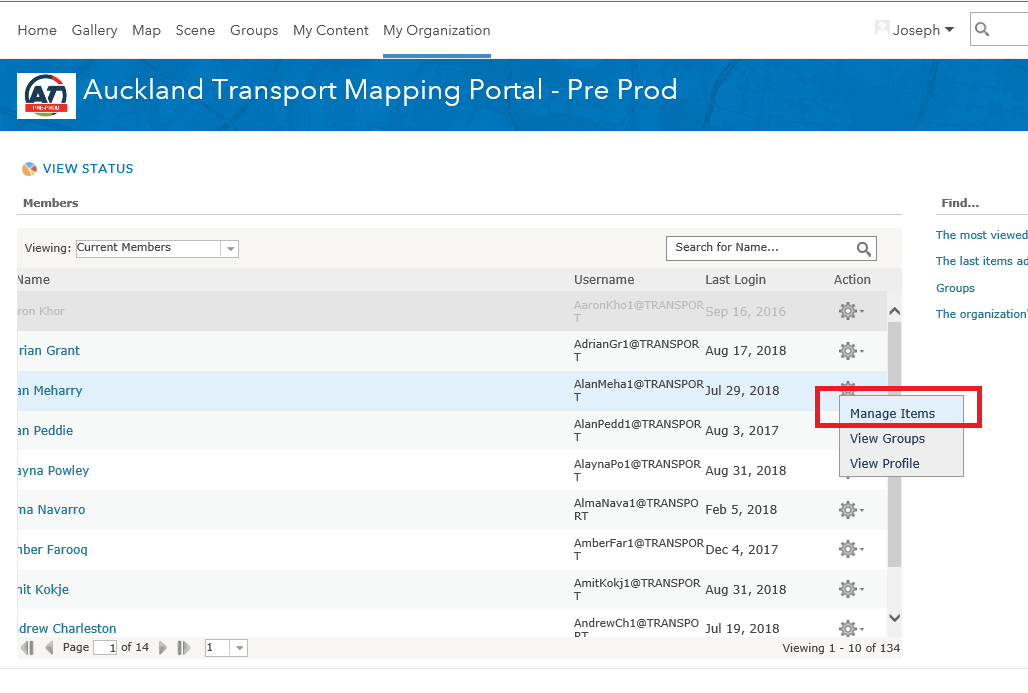 Home Gallery Map Scene Groups My Content My Organization Joseph
AT
PRE-PROD
Auckland Transport Mapping Portal - Pre Prod
VIEW STATUS
Members Find...
Viewing: Current Members Search for Name... The most viewed
The last items ad
Name Username Last Login Action
Groups
ron Khor AaronKho1@TRANSPOR Sep 16, 2016 The organization'
T
rian Grant AdrianGr1@TRANSPOR Aug 17, 2018
T
an Meharry AlanMeha1@TRANSPOR Jul 29, 2018
T
Manage Items
an Peddie AlanPedd1@TRANSPOR Aug 3, 2017
T
View Groups
View Profile
ayna Powley AlaynaPo1@TRANSPOR Aug 31, 2018
T
ma Navarro AlmaNava1@TRANSPO Feb 5, 2018
RT
nber Farooq AmberFar1@TRANSPOR Dec 4, 2017
T
nit Kokje AmitKokj1@TRANSPOR Aug 31, 2018
T
drew Charleston AndrewCh1@TRANSPO Jul 19, 2018
RT
Page 1 of 14 1 Viewing 1 - 10 of 134